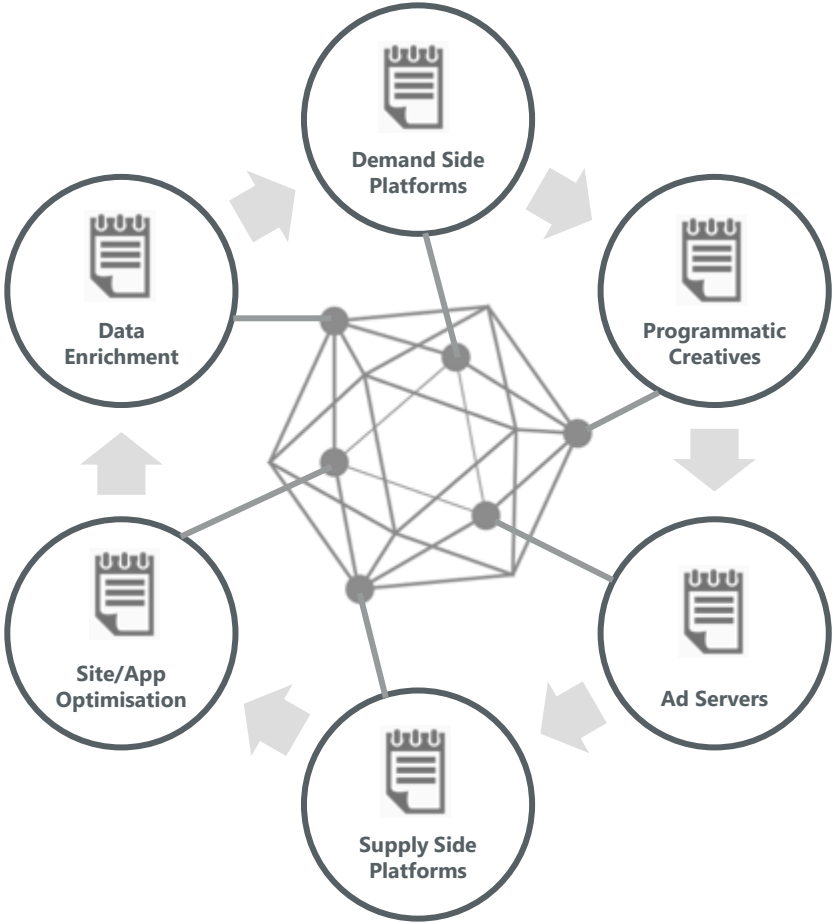 Demand Side
Platforms
Programmatic
Creatives
Ad Servers
Supply Side
Platforms
Site/App
Optimisation
Data
Enrichment